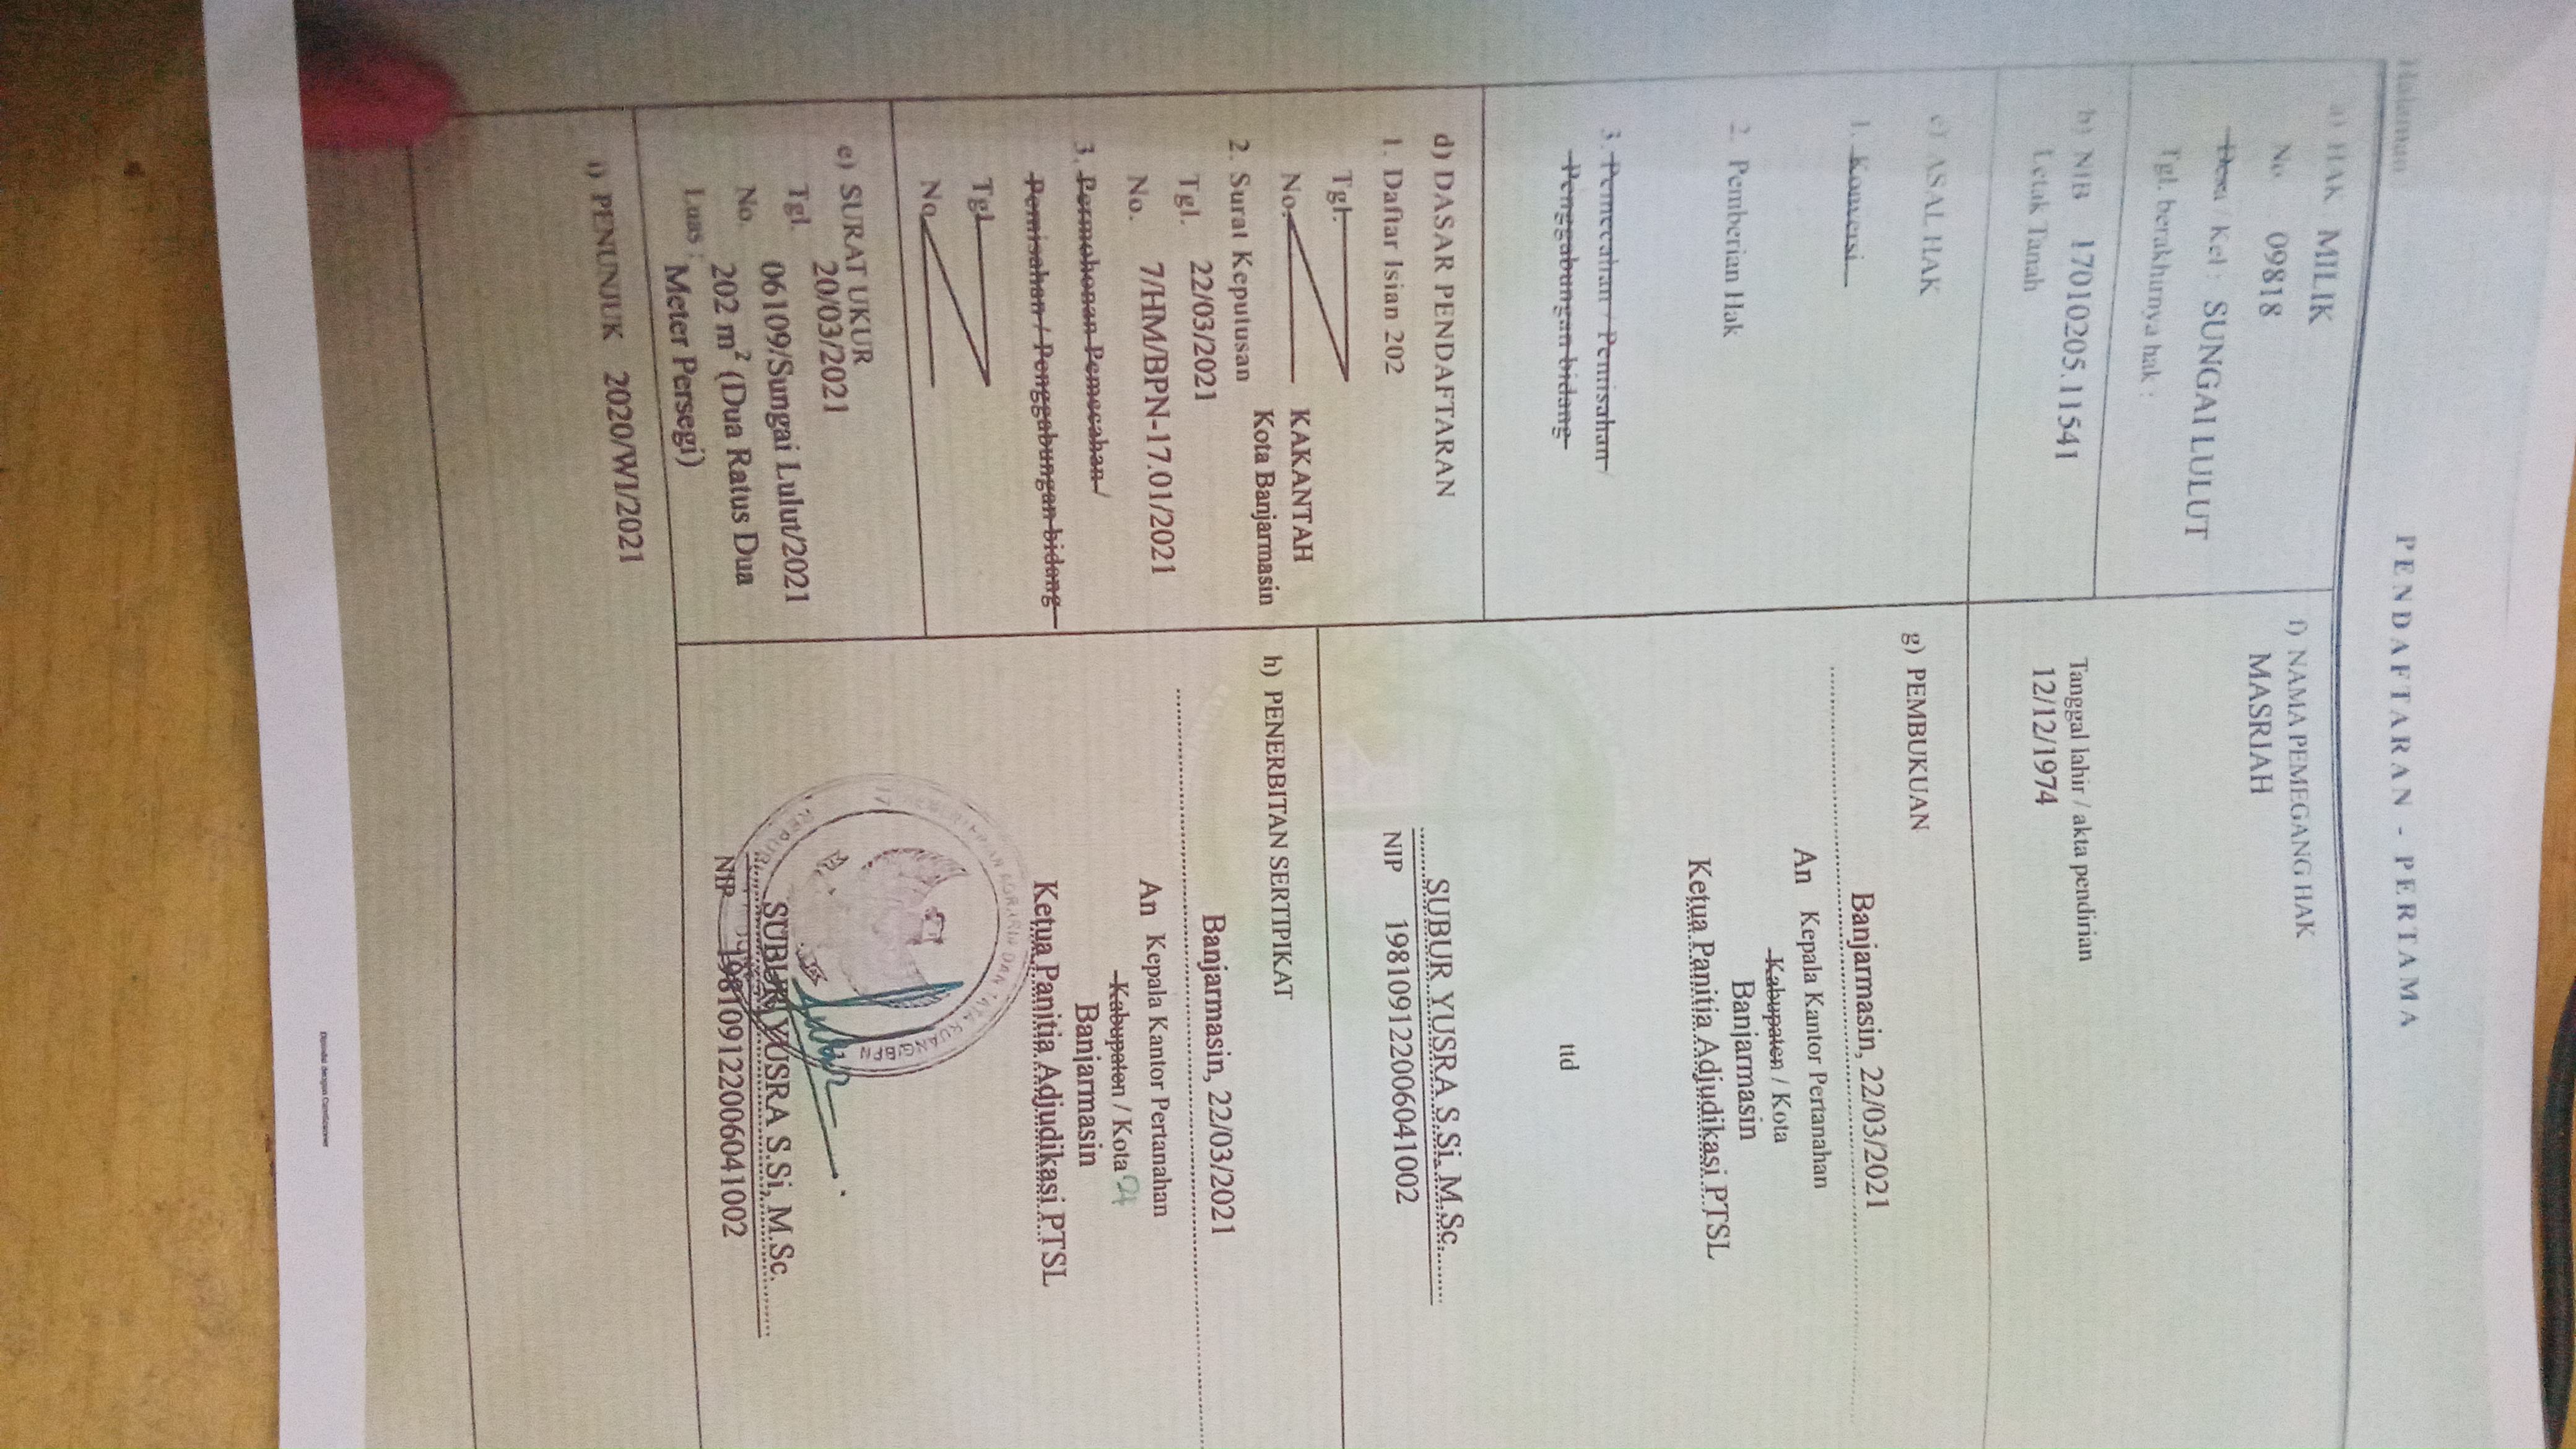 Halaman
PENDAFTARAN - PERTAMA
a) HAK MILIK
No 09818
Desa / Kel : SUNGAI LULUT
Tgl. berakhirnya hak :
b) NIB 17010205.11541
Letak Tanah
c) ASAL HAK
1. Konversi
2. Pemberian Hak
3. Pemecahan / Pemisahan /
Penggabungan bidang
d) DASAR PENDAFTARAN
1. Daftar Isian 202
Tgl.
No.
2. Surat Keputusan KAKANTAH
Kota Banjarmasin
Tgl. 22/03/2021
No. 7/HM/BPN-17.01/2021
3. Permohonan Pemecahan /
Pemisahan / Penggabungan bidang
Tgl
No.
e) SURAT UKUR
Tgl. 20/03/2021
No. 06109/Sungai Lulut/2021
Luas : 202 m² (Dua Ratus Dua
Meter Persegi)
f) NAMA PEMEGANG HAK
MASRIAH
Tanggal lahir / akta pendirian
12/12/1974
g) PEMBUKUAN
Banjarmasin, 22/03/2021
An Kepala Kantor Pertanahan
Kabupaten / Kota
Banjarmasin
Ketua Panitia Adjudikasi PTSL
ttd
SUBUR YUSRA S.Si, M.Sc.
NIP 198109122006041002
h) PENERBITAN SERTIPIKAT
Banjarmasin, 22/03/2021
An Kepala Kantor Pertanahan
Kabupaten / Kota
Banjarmasin
Ketua Panitia Adjudikasi PTSL
SUBUR YUSRA S.Si, M.Sc.
NIP 198109122006041002
i) PENUNJUK 2020/WI/2021
Dipindai dengan CamScanner